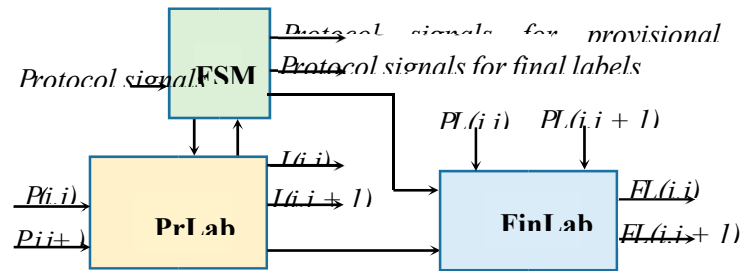 Protocol signals for provisional
Protocol signals for final labels
Protocol signals
FSM
PL(i,i)
PL(i,i + 1)
L(i,i)
L(i,i + 1)
P(i,i)
P(i,i+ )
PrLab
FinLab
FL(i,i)
FL(i,i + 1)